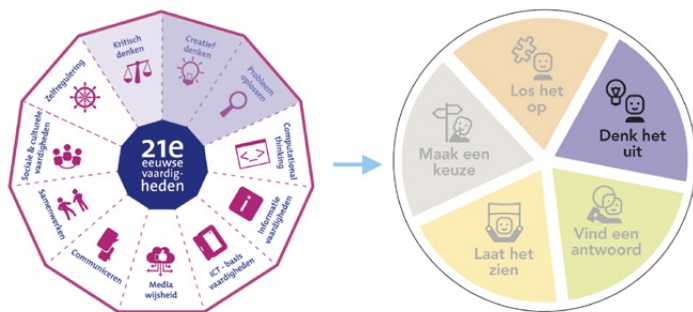 Kritisch
denken
Creatief
denken
Probleem
oplossen
Computational
thinking
Informatie
vaardigheden
ICT - basis
vaardigheden
Media
wijsheid
Communiceren
Samenwerken
Sociale & culturele
vaardigheden
Zelfregulering
21e
eeuwse
vaardig-
heden
Los het
op
Denk het
uit
Vind een
antwoord
Laat het
zien
Maak een
keuze